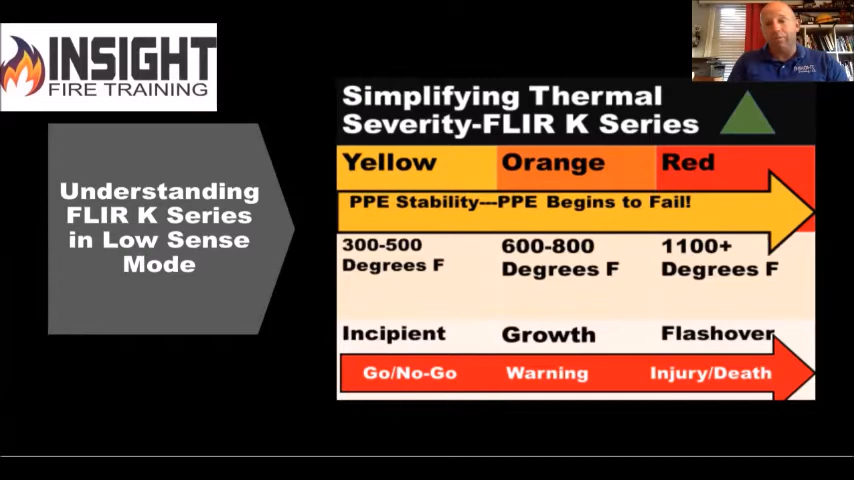 INSIGHT
FIRE TRAINING
Understanding
FLIR K Series
in Low Sense
Mode
Simplifying Thermal
Severity-FLIR K Series
Yellow Orange Red
PPE Stability---PPE Begins to Fail!
300-500 600-800 1100+
Degrees F Degrees F Degrees F
Incipient Growth Flashover
Go/No-Go Warning Injury/Death